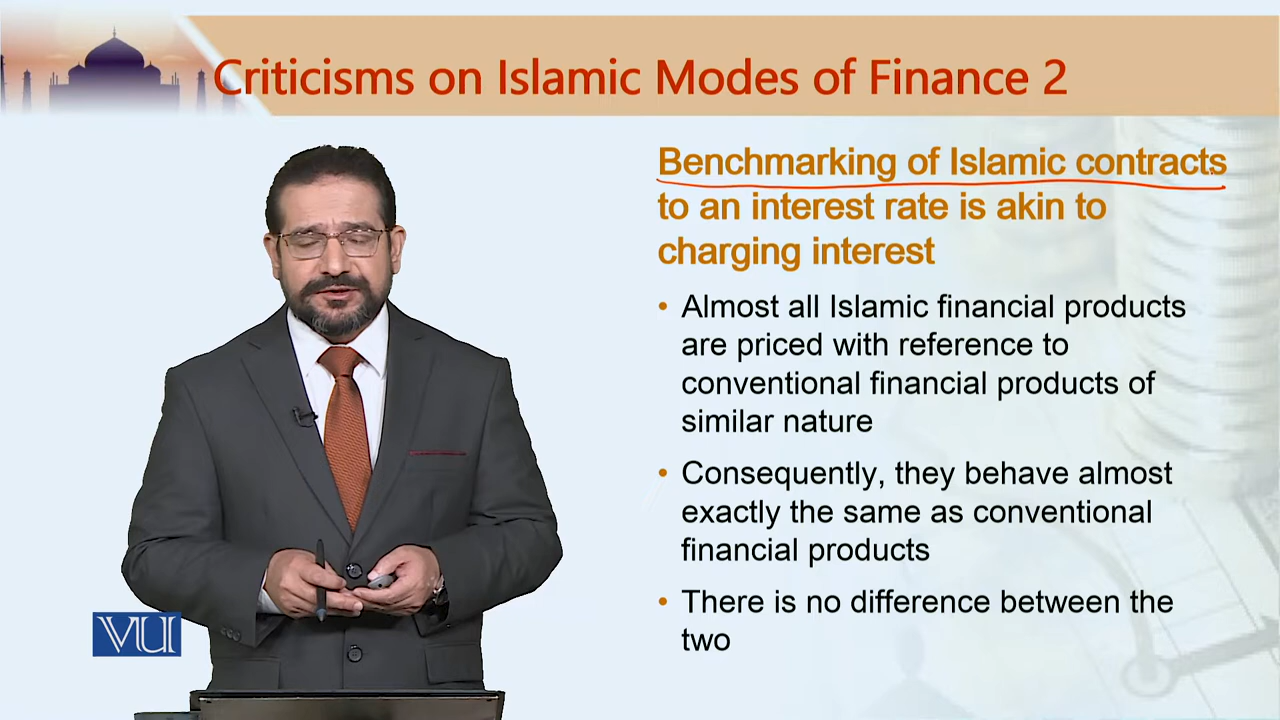 Criticisms on Islamic Modes of Finance 2
Benchmarking of Islamic contracts
to an interest rate is akin to
charging interest
• Almost all Islamic financial products
are priced with reference to
conventional financial products of
similar nature
• Consequently, they behave almost
exactly the same as conventional
financial products
• There is no difference between the
two
VU